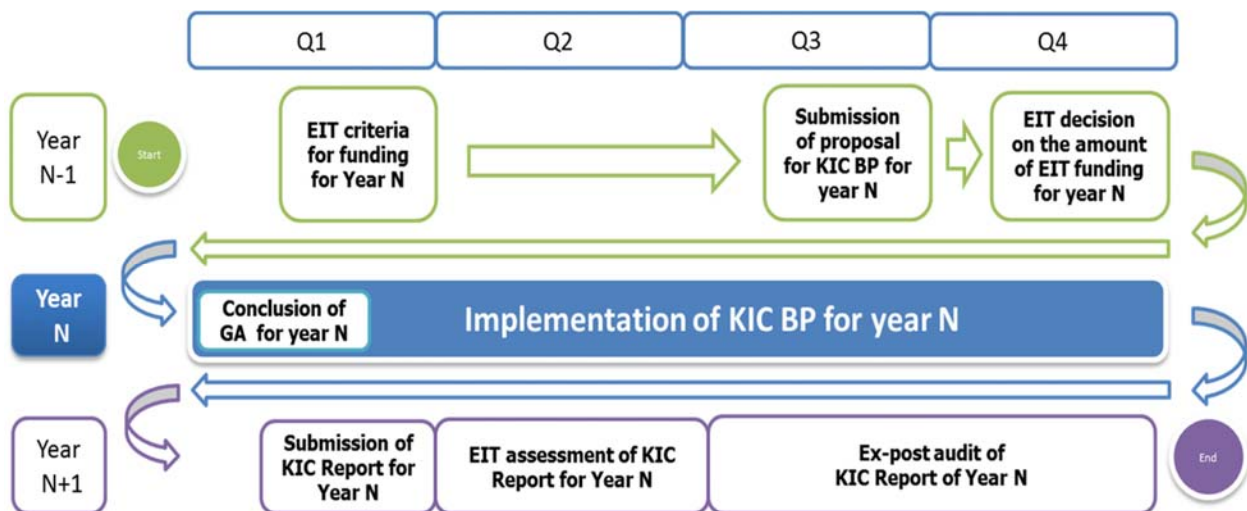 Q1
Q2
Q3
Q4
Year
N-1
Start
EIT criteria
for funding
for Year N
Submission
of proposal
for KIC BP for
year N
EIT decision
on the amount
of EIT funding
for year N
Year
N
Conclusion of
GA for year N
Implementation of KIC BP for year N
Year
N+1
Submission of
KIC Report for
Year N
EIT assessment of KIC
Report for Year N
Ex-post audit of
KIC Report of Year N
End